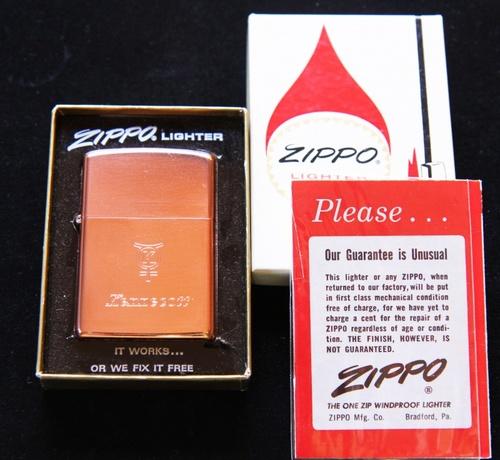 ZIPPO® LIGHTER
Kennecott
IT WORKS...
OR WE FIX IT FREE
ZIPPO®
LIGHTER
Please...
Our Guarantee is Unusual
This lighter or any ZIPPO, when
returned to our factory, will be put
in first class mechanical condition
free of charge, for we have yet to
charge a cent for the repair of a
ZIPPO regardless of age or condi-
tion. THE FINISH, HOWEVER, IS
NOT GUARANTEED.
ZIPPO®
THE ONE ZIP WINDPROOF LIGHTER
ZIPPO Mfg. Co. Bradford, Pa.